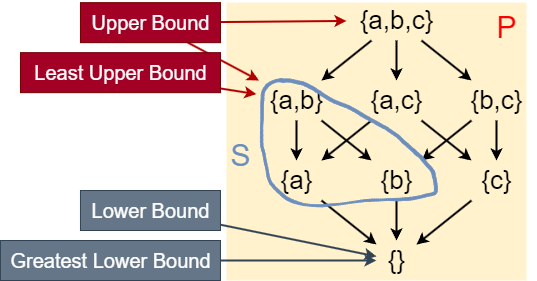 Upper Bound
{a,b,c}
P
Least Upper Bound
{a,b}
{a,c}
{b,c}
S
{a}
{b}
{c}
Lower Bound
Greatest Lower Bound
{}